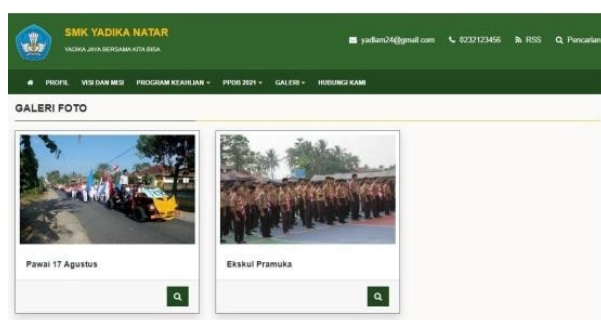 SMK YADIKA NATAR
YADIKA JAYA BERSAMA KITA BISA
yadlam24@gmail.com 0232123456 RSS Pencarian
PROFIL VISI DAN MISI PROGRAM KEAHLIAN PPDB 2021 GALERI HUBUNGI KAMI
GALERI FOTO
Pawai 17 Agustus
Ekskul Pramuka